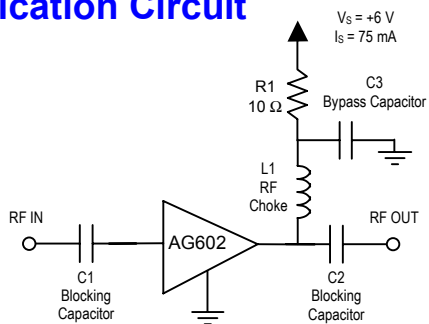 ication Circuit
Vs = +6 V
Is = 75 mA
R1
10 Ω
C3
Bypass Capacitor
L1
RF
Choke
RF IN
AG602
RF OUT
C1
Blocking
Capacitor
C2
Blocking
Capacitor